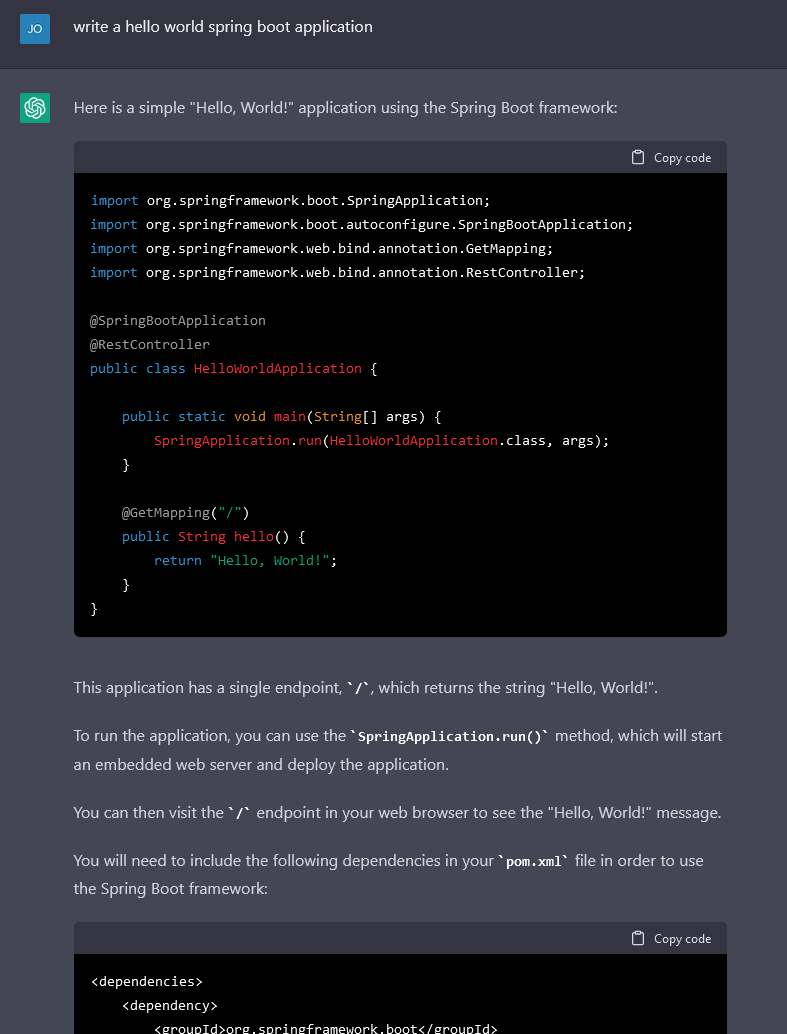 JO
write a hello world spring boot application
Here is a simple "Hello, World!" application using the Spring Boot framework:
Copy code
import org.springframework.boot.SpringApplication;
import org.springframework.boot.autoconfigure.SpringBootApplication;
import org.springframework.web.bind.annotation.GetMapping;
import org.springframework.web.bind.annotation.RestController;

@SpringBootApplication
@RestController
public class HelloWorldApplication {

    public static void main(String[] args) {
        SpringApplication.run(HelloWorldApplication.class, args);
    }

    @GetMapping("/")
    public String hello() {
        return "Hello, World!";
    }
}
This application has a single endpoint, `/`, which returns the string "Hello, World!".
To run the application, you can use the `SpringApplication.run()` method, which will start
an embedded web server and deploy the application.
You can then visit the `/` endpoint in your web browser to see the "Hello, World!" message.
You will need to include the following dependencies in your `pom.xml` file in order to use
the Spring Boot framework:
Copy code
<dependencies>
    <dependency>
        <groupId>org.springframework.boot</groupId>